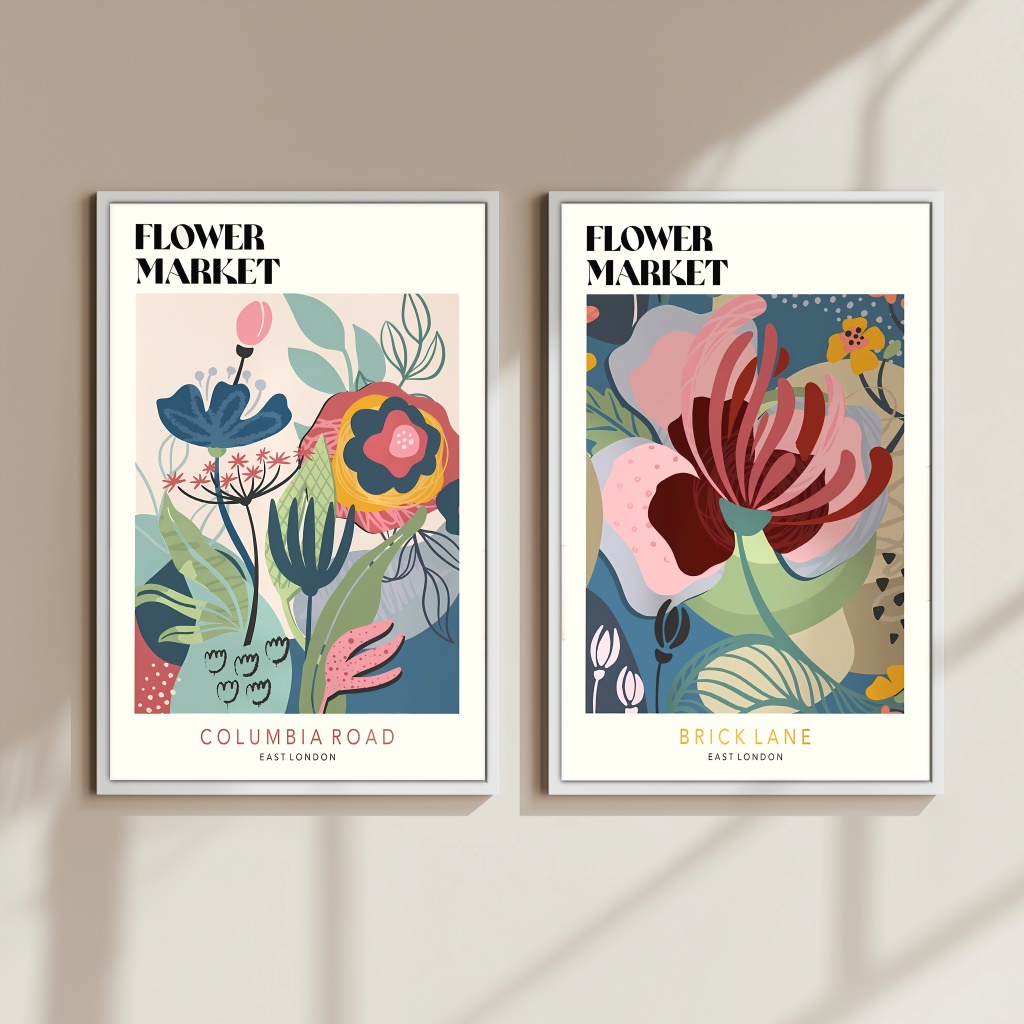 FLOWER
MARKET
COLUMBIA ROAD
EAST LONDON
FLOWER
MARKET
BRICK LANE
EAST LONDON